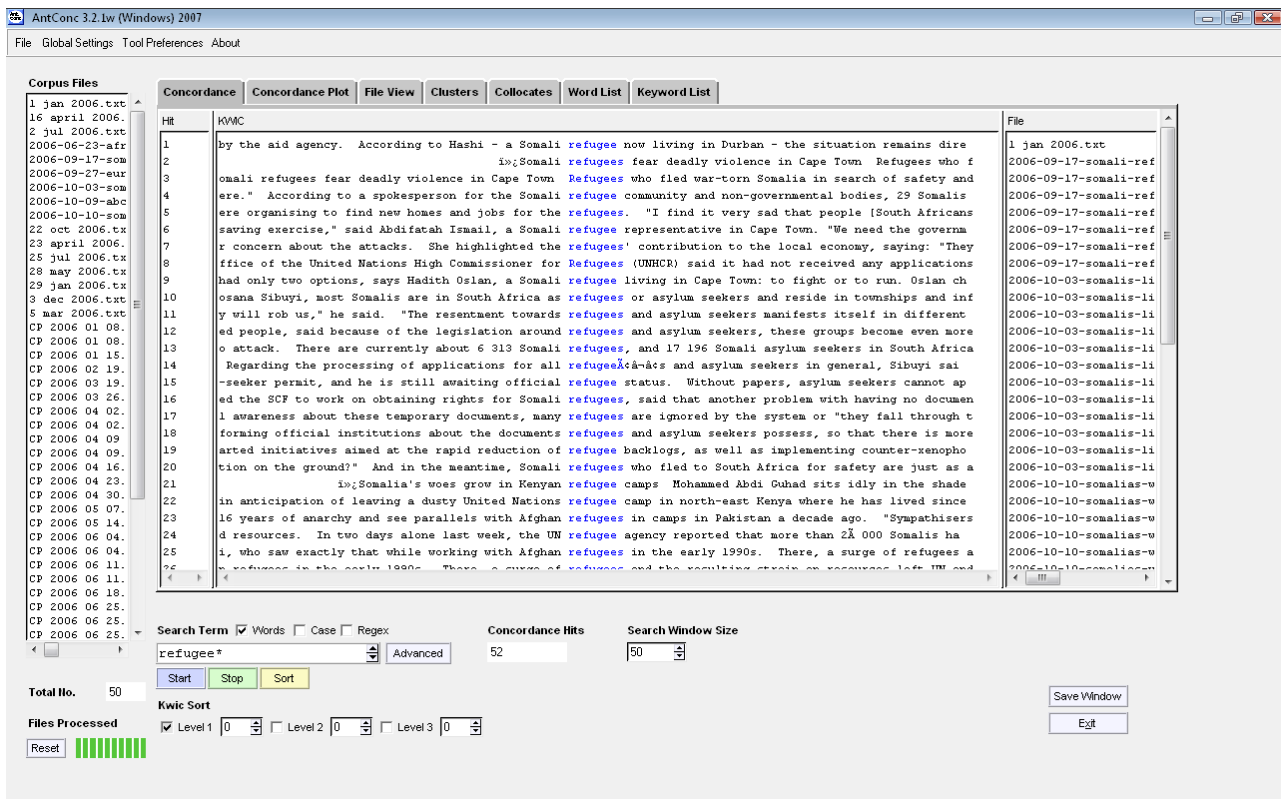 AntConc 3.2.1w (Windows) 2007
File Global Settings Tool Preferences About
Corpus Files
1 jan 2006.txt
16 april 2006.
2 jul 2006.txt
2006-06-23-afr
2006-09-17-som
2006-09-27-eur
2006-10-03-som
2006-10-09-abc
2006-10-10-som
22 oct 2006.tx
23 april 2006.
25 jul 2006.tx
28 may 2006.tx
29 jan 2006.tx
3 dec 2006.txt
5 mar 2006.txt
CP 2006 01 08.
CP 2006 01 08.
CP 2006 01 15.
CP 2006 02 19.
CP 2006 03 19.
CP 2006 03 26.
CP 2006 04 02.
CP 2006 04 02.
CP 2006 04 09
CP 2006 04 09.
CP 2006 04 16.
CP 2006 04 23.
CP 2006 04 30.
CP 2006 05 07.
CP 2006 05 14.
CP 2006 06 04.
CP 2006 06 04.
CP 2006 06 11.
CP 2006 06 11.
CP 2006 06 18.
CP 2006 06 25.
CP 2006 06 25.
CP 2006 06 25.
Total No. 50
Files Processed
Reset
Concordance Concordance Plot File View Clusters Collocates Word List Keyword List
Hit KWIC File
1 by the aid agency. According to Hashi - a Somali refugee now living in Durban - the situation remains dire 1 jan 2006.txt
2 ï»¿Somali refugees fear deadly violence in Cape Town Refugees who f 2006-09-17-somali-ref
3 omali refugees fear deadly violence in Cape Town Refugees who fled war-torn Somalia in search of safety and 2006-09-17-somali-ref
4 ere." According to a spokesperson for the Somali refugee community and non-governmental bodies, 29 Somalis 2006-09-17-somali-ref
5 ere organising to find new homes and jobs for the refugees. "I find it very sad that people [South Africans 2006-09-17-somali-ref
6 saving exercise," said Abdifatah Ismail, a Somali refugee representative in Cape Town. "We need the governm 2006-09-17-somali-ref
7 r concern about the attacks. She highlighted the refugees' contribution to the local economy, saying: "They 2006-09-17-somali-ref
8 ffice of the United Nations High Commissioner for Refugees (UNHCR) said it had not received any applications 2006-09-17-somali-ref
9 had only two options, says Hadith Oslan, a Somali refugee living in Cape Town: to fight or to run. Oslan ch 2006-10-03-somalis-li
10 osana Sibuyi, most Somalis are in South Africa as refugees or asylum seekers and reside in townships and inf 2006-10-03-somalis-li
11 y will rob us," he said. "The resentment towards refugees and asylum seekers manifests itself in different 2006-10-03-somalis-li
12 ed people, said because of the legislation around refugees and asylum seekers, these groups become even more 2006-10-03-somalis-li
13 o attack. There are currently about 6 313 Somali refugees, and 17 196 Somali asylum seekers in South Africa 2006-10-03-somalis-li
14 Regarding the processing of applications for all refugeeÃ¢â¬â¢s and asylum seekers in general, Sibuyi sai 2006-10-03-somalis-li
15 -seeker permit, and he is still awaiting official refugee status. Without papers, asylum seekers cannot ap 2006-10-03-somalis-li
16 ed the SCF to work on obtaining rights for Somali refugees, said that another problem with having no documen 2006-10-03-somalis-li
17 l awareness about these temporary documents, many refugees are ignored by the system or "they fall through t 2006-10-03-somalis-li
18 forming official institutions about the documents refugees and asylum seekers possess, so that there is more 2006-10-03-somalis-li
19 arted initiatives aimed at the rapid reduction of refugee backlogs, as well as implementing counter-xenopho 2006-10-03-somalis-li
20 tion on the ground?" And in the meantime, Somali refugees who fled to South Africa for safety are just as a 2006-10-03-somalis-li
21 ï»¿Somalia's woes grow in Kenyan refugee camps Mohammed Abdi Guhad sits idly in the shade 2006-10-10-somalias-w
22 in anticipation of leaving a dusty United Nations refugee camp in north-east Kenya where he has lived since 2006-10-10-somalias-w
23 16 years of anarchy and see parallels with Afghan refugees in camps in Pakistan a decade ago. "Sympathisers 2006-10-10-somalias-w
24 d resources. In two days alone last week, the UN refugee agency reported that more than 2Ã 000 Somalis ha 2006-10-10-somalias-w
25 i, who saw exactly that while working with Afghan refugees in the early 1990s. There, a surge of refugees a 2006-10-10-somalias-w
26 n refugees in the early 1990s. There, a surge of refugees and the resulting strain on resources left UN and 2006-10-10-somalias-w
Search Term Words Case Regex Concordance Hits Search Window Size
refugee* Advanced 52 50
Start Stop Sort
Kwic Sort
Level 1 0 Level 2 0 Level 3 0
Save Window
Exit